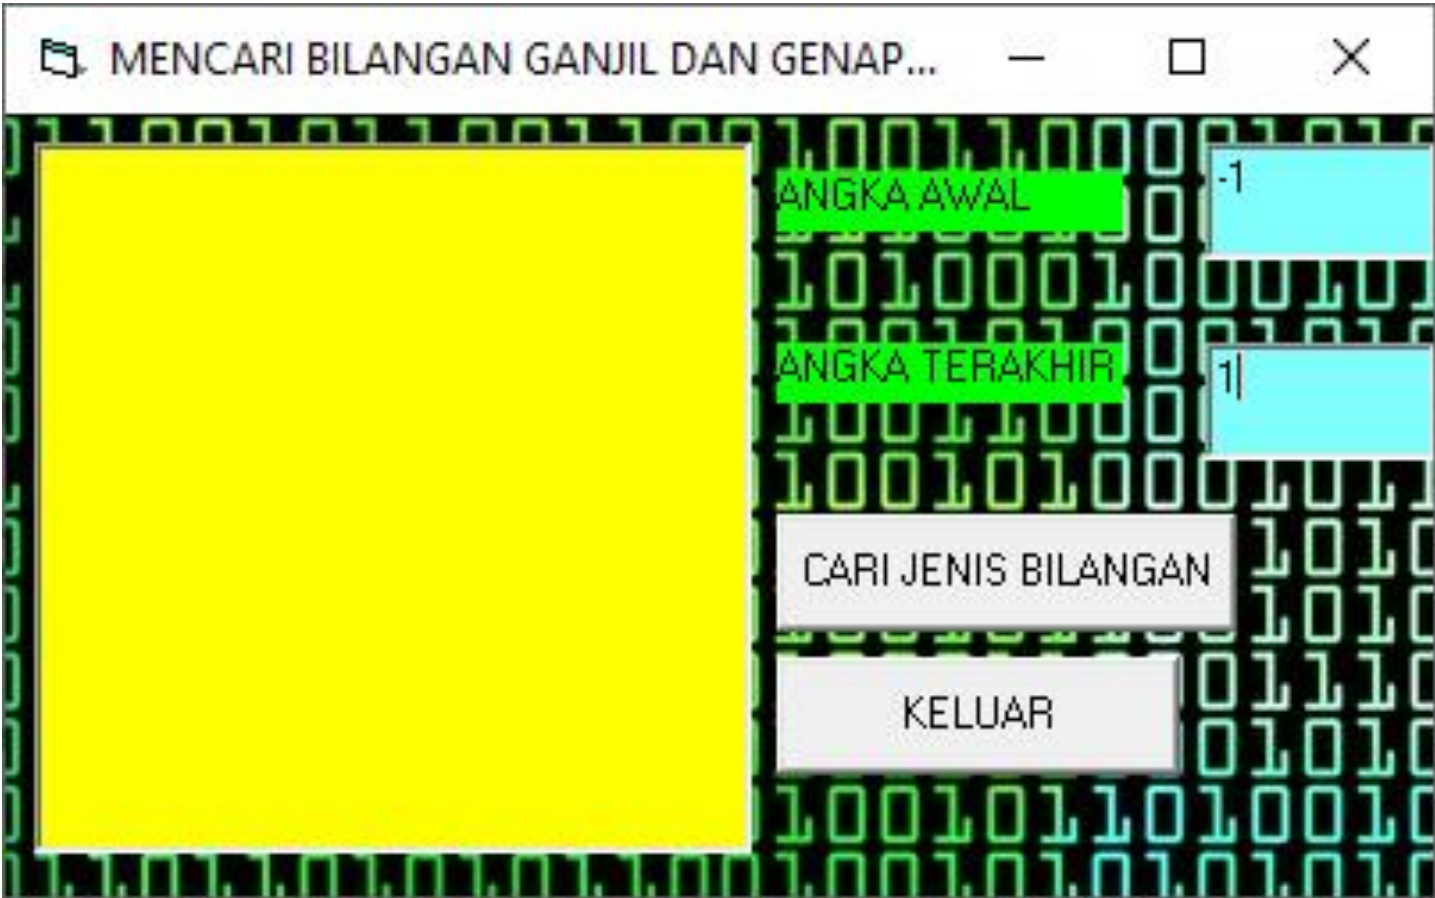 MENCARI BILANGAN GANJIL DAN GENAP...
ANGKA AWAL
-1
ANGKA TERAKHIR
1
CARI JENIS BILANGAN
KELUAR